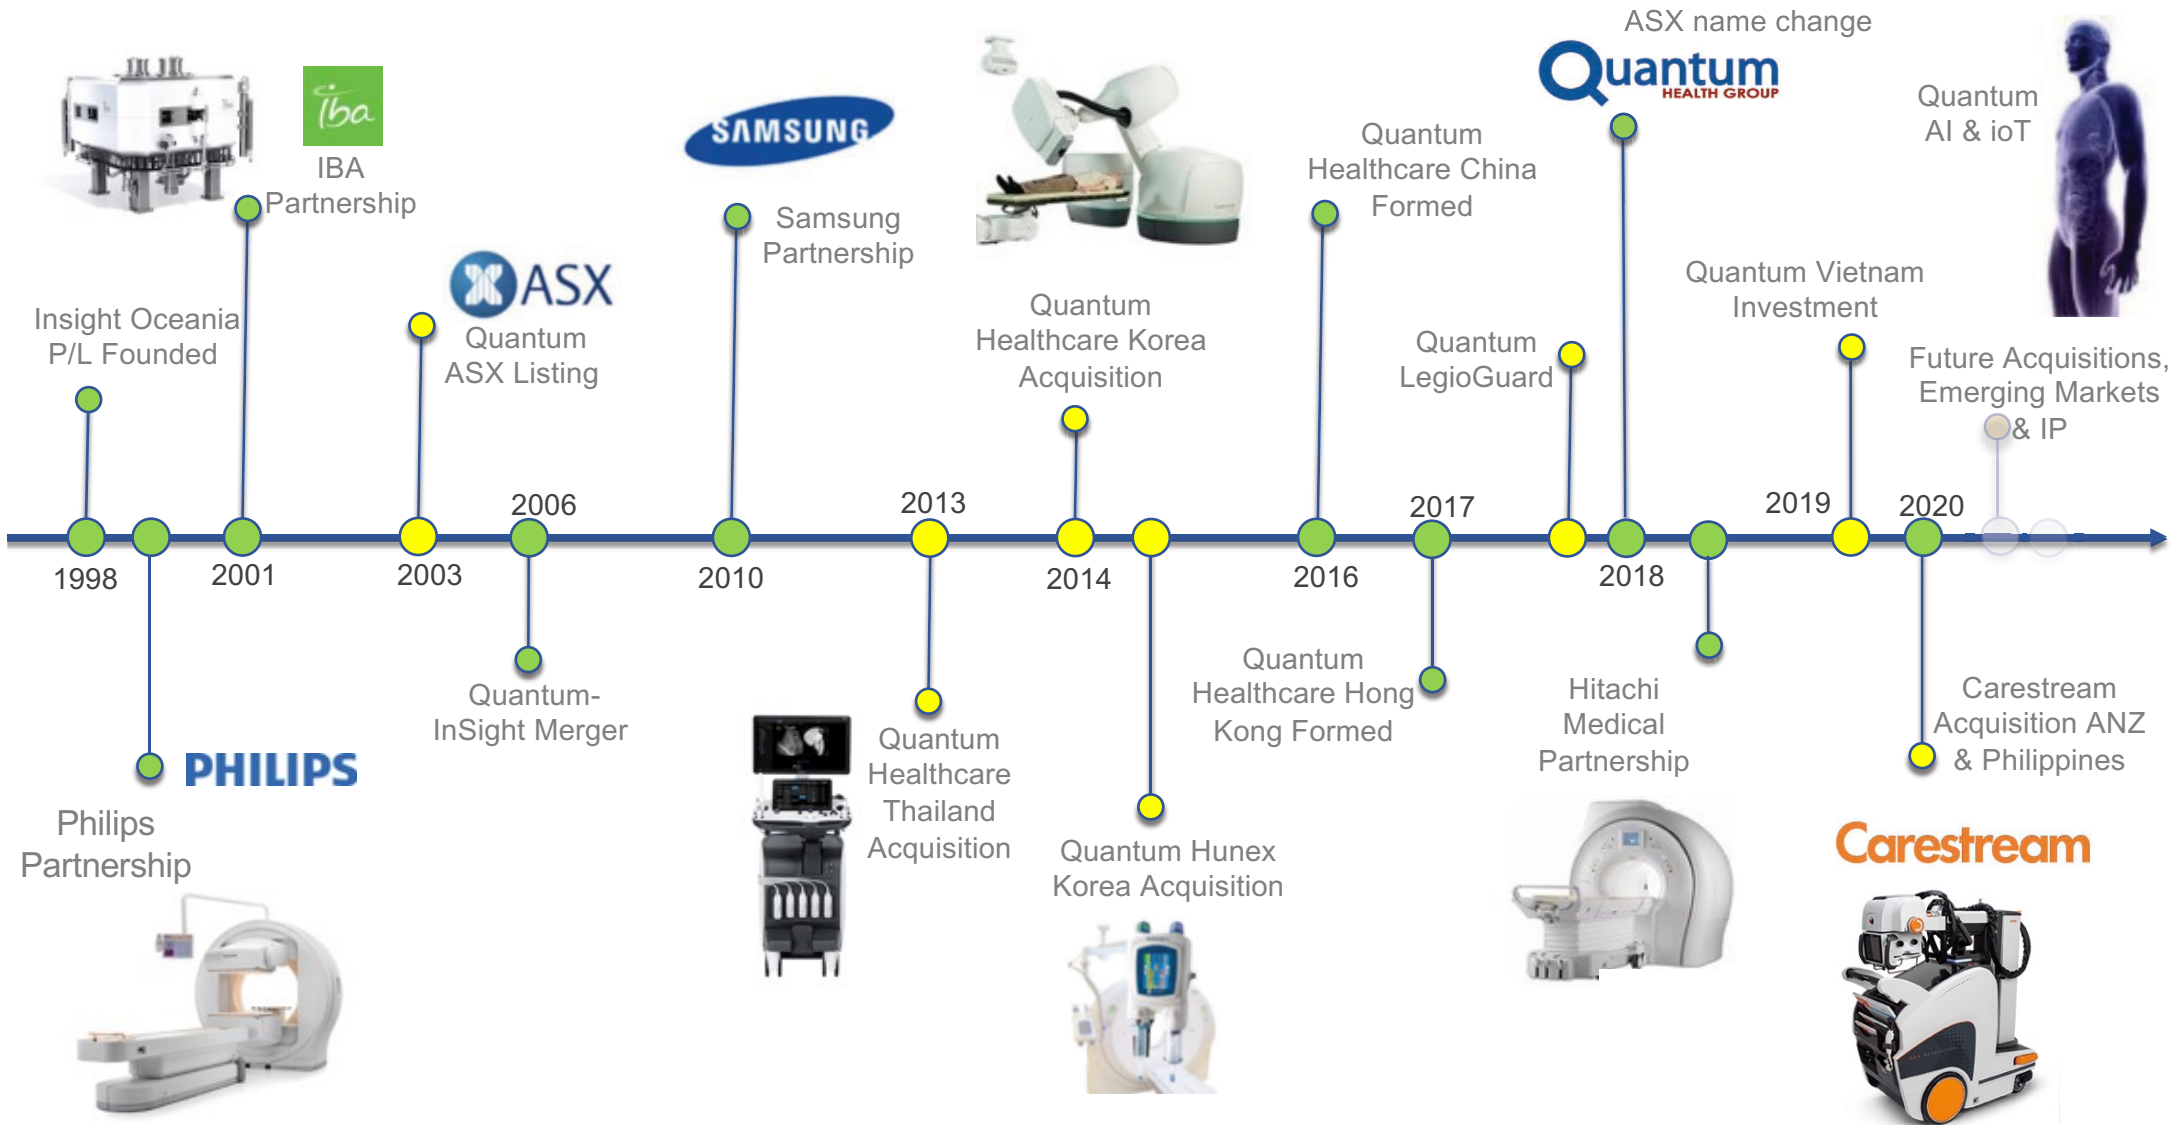 ASX name change
Quantum
HEALTH GROUP
iba
IBA
Partnership
SAMSUNG
Samsung
Partnership
Quantum
Healthcare China
Formed
Quantum
AI & ioT
Insight Oceania
P/L Founded
ASX
Quantum
ASX Listing
Quantum
Healthcare Korea
Acquisition
Quantum
LegioGuard
Quantum Vietnam
Investment
Future Acquisitions,
Emerging Markets
& IP
1998
2001
2003
2006
2010
2013
2014
2016
2017
2018
2019
2020
PHILIPS
Philips
Partnership
Quantum-
InSight Merger
Quantum
Healthcare
Thailand
Acquisition
Quantum Hunex
Korea Acquisition
Quantum
Healthcare Hong
Kong Formed
Hitachi
Medical
Partnership
Carestream
Acquisition ANZ
& Philippines
Carestream